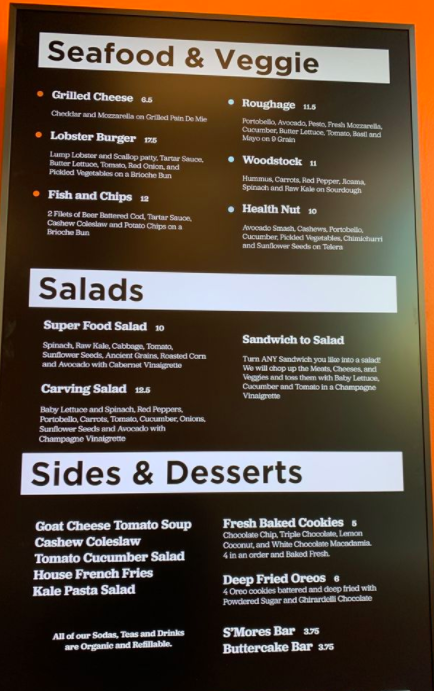 Seafood & Veggie
Grilled Cheese 6.5
Cheddar and Mozzarella on Grilled Pain De Mie
Lobster Burger 17.5
Lump Lobster and Scallop patty, Tartar Sauce,
Butter Lettuce, Tomato, Red Onion, and
Pickled Vegetables on a Brioche Bun
Fish and Chips 12
2 Filets of Beer Battered Cod, Tartar Sauce,
Cashew Coleslaw and Potato Chips on a
Brioche Bun
Roughage 11.5
Portobello, Avocado, Pesto, Fresh Mozzarella,
Cucumber, Butter Lettuce, Tomato, Basil and
Mayo on 9 Grain
Woodstock 11
Hummus, Carrots, Red Pepper, Jicama,
Spinach and Raw Kale on Sourdough
Health Nut 10
Avocado Smash, Cashews, Portobello,
Cucumber, Pickled Vegetables, Chimichurri
and Sunflower Seeds on Telera
Salads
Super Food Salad 10
Spinach, Raw Kale, Cabbage, Tomato,
Sunflower Seeds, Ancient Grains, Roasted Corn
and Avocado with Cabernet Vinaigrette
Carving Salad 12.5
Baby Lettuce and Spinach, Red Peppers,
Portobello, Carrots, Tomato, Cucumber, Onions,
Sunflower Seeds and Avocado with
Champagne Vinaigrette
Sandwich to Salad
Turn ANY Sandwich you like into a salad!
We will chop up the Meats, Cheeses, and
Veggies and toss them with Baby Lettuce,
Cucumber and Tomato in a Champagne
Vinaigrette
Sides & Desserts
Goat Cheese Tomato Soup
Cashew Coleslaw
Tomato Cucumber Salad
House French Fries
Kale Pasta Salad
All of our Sodas, Teas and Drinks
are Organic and Refillable.
Fresh Baked Cookies 5
Chocolate Chip, Triple Chocolate, Lemon
Coconut, and White Chocolate Macadamia.
4 in an order and Baked Fresh.
Deep Fried Oreos 6
4 Oreo cookies battered and deep fried with
Powdered Sugar and Ghirardelli Chocolate
S'Mores Bar 3.75
Buttercake Bar 3.75